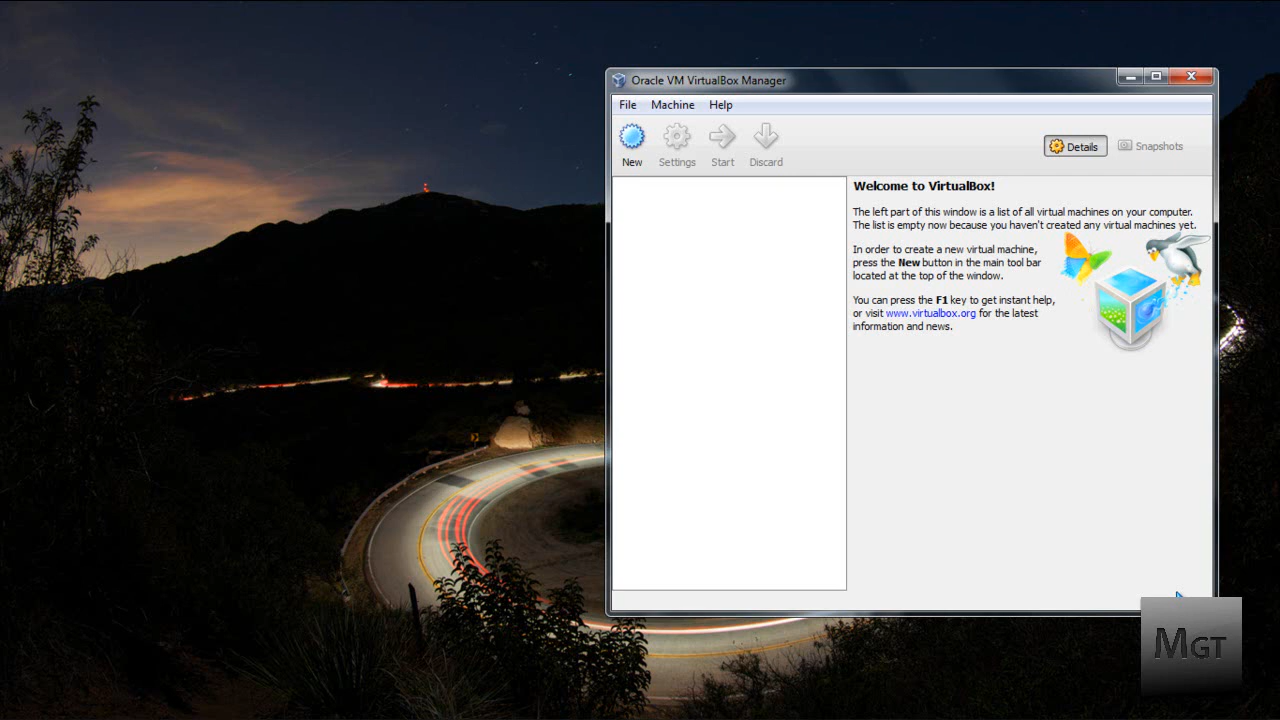 Oracle VM VirtualBox Manager
File Machine Help
New Settings Start Discard
Details Snapshots
Welcome to VirtualBox!
The left part of this window is a list of all virtual machines on your computer.
The list is empty now because you haven't created any virtual machines yet.
In order to create a new virtual machine,
press the New button in the main tool bar
located at the top of the window.
You can press the F1 key to get instant help,
or visit www.virtualbox.org for the latest
information and news.
MGT